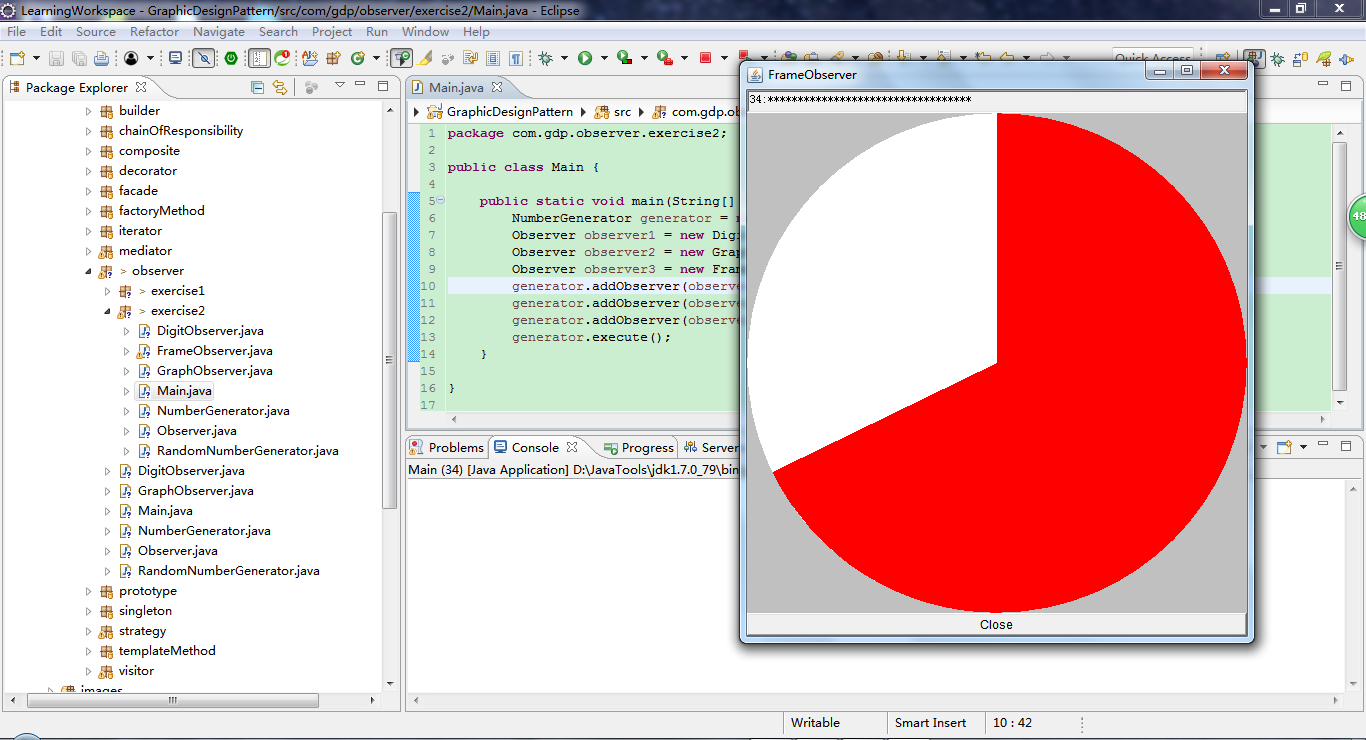 LearningWorkspace - GraphicDesignPattern/src/com/gdp/observer/exercise2/Main.java - Eclipse
File Edit Source Refactor Navigate Search Project Run Window Help
Quick Access
Package Explorer
builder
chainOfResponsibility
composite
decorator
facade
factoryMethod
iterator
mediator
> observer
> exercise1
> exercise2
DigitObserver.java
FrameObserver.java
GraphObserver.java
Main.java
NumberGenerator.java
Observer.java
RandomNumberGenerator.java
DigitObserver.java
GraphObserver.java
Main.java
NumberGenerator.java
Observer.java
RandomNumberGenerator.java
prototype
singleton
strategy
templateMethod
visitor
images
Main.java
GraphicDesignPattern src com.gdp.ob
1 package com.gdp.observer.exercise2;
2
3 public class Main {
4
5 public static void main(String[]
6 NumberGenerator generator =
7 Observer observer1 = new Digi
8 Observer observer2 = new Grap
9 Observer observer3 = new Fram
10 generator.addObserver(observe
11 generator.addObserver(observe
12 generator.addObserver(observe
13 generator.execute();
14 }
15
16 }
17
Problems Console Progress Server
Main (34) [Java Application] D:\JavaTools\jdk1.7.0_79\bin
FrameObserver
34:**********************************
Close
48
Writable Smart Insert 10 : 42